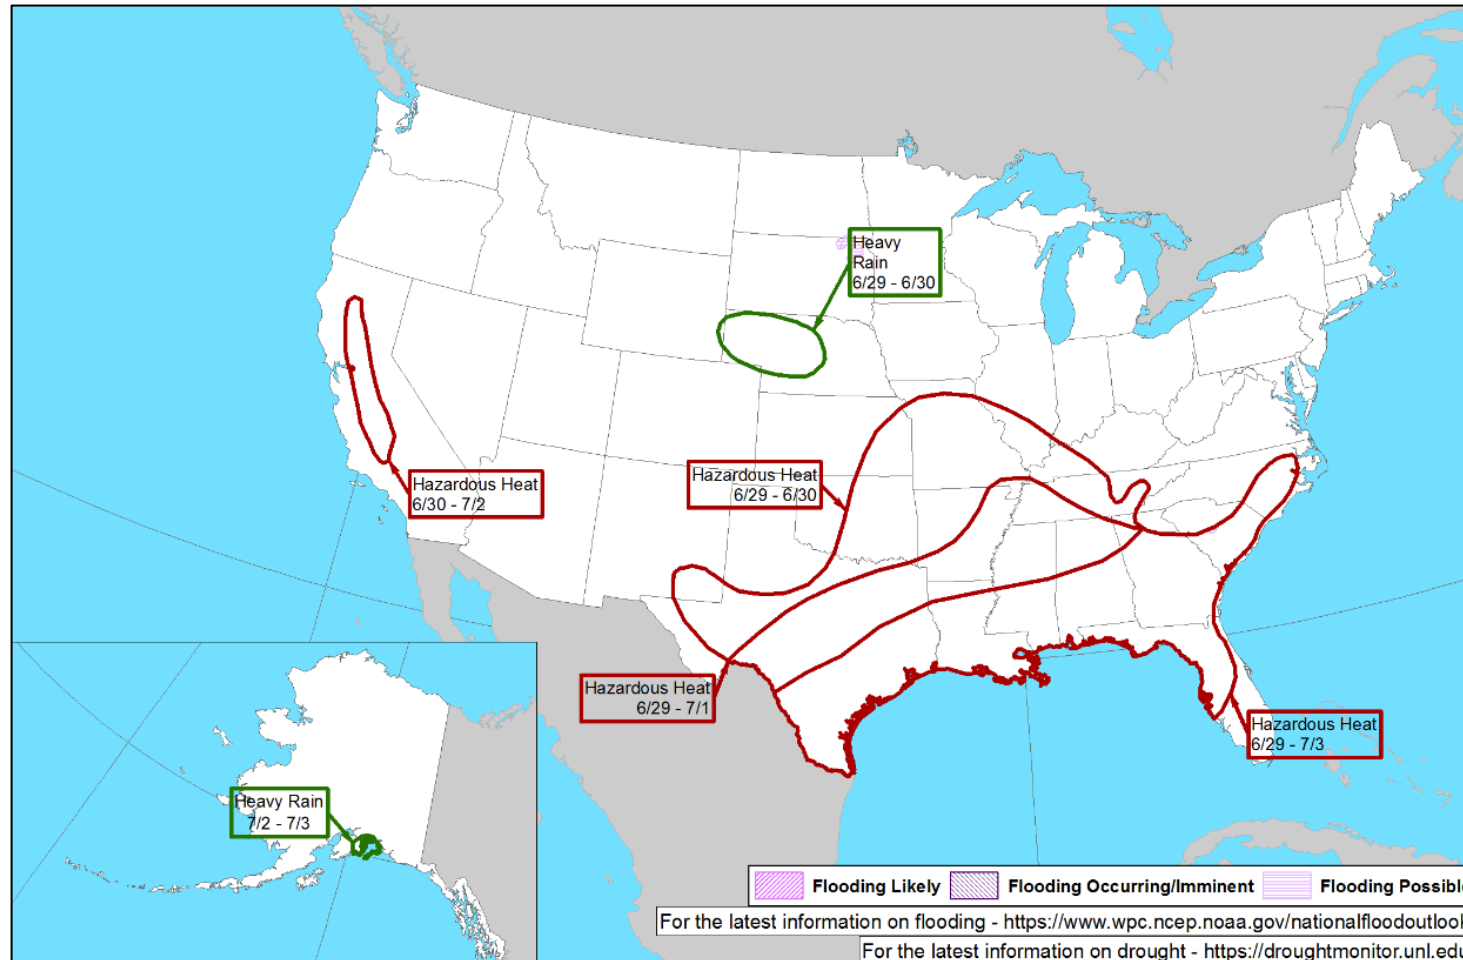 Heavy
Rain
6/29 - 6/30
Hazardous Heat
6/30 - 7/2
Hazardous Heat
6/29 - 6/30
Hazardous Heat
6/29 - 7/1
Hazardous Heat
6/29 - 7/3
Heavy Rain
7/2 - 7/3
Flooding Likely Flooding Occurring/Imminent Flooding Possible
For the latest information on flooding - https://www.wpc.ncep.noaa.gov/nationalfloodoutlook
For the latest information on drought - https://droughtmonitor.unl.edu